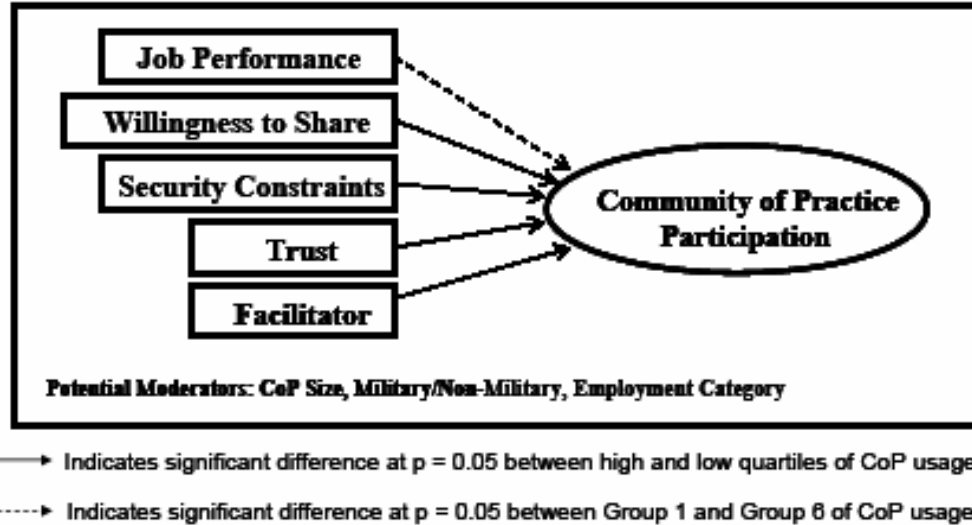 Job Performance
Willingness to Share
Security Constraints
Trust
Facilitator
Community of Practice
Participation
Potential Moderators: CoP Size, Military/Non-Military, Employment Category
Indicates significant difference at p = 0.05 between high and low quartiles of CoP usage
Indicates significant difference at p = 0.05 between Group 1 and Group 6 of CoP usage